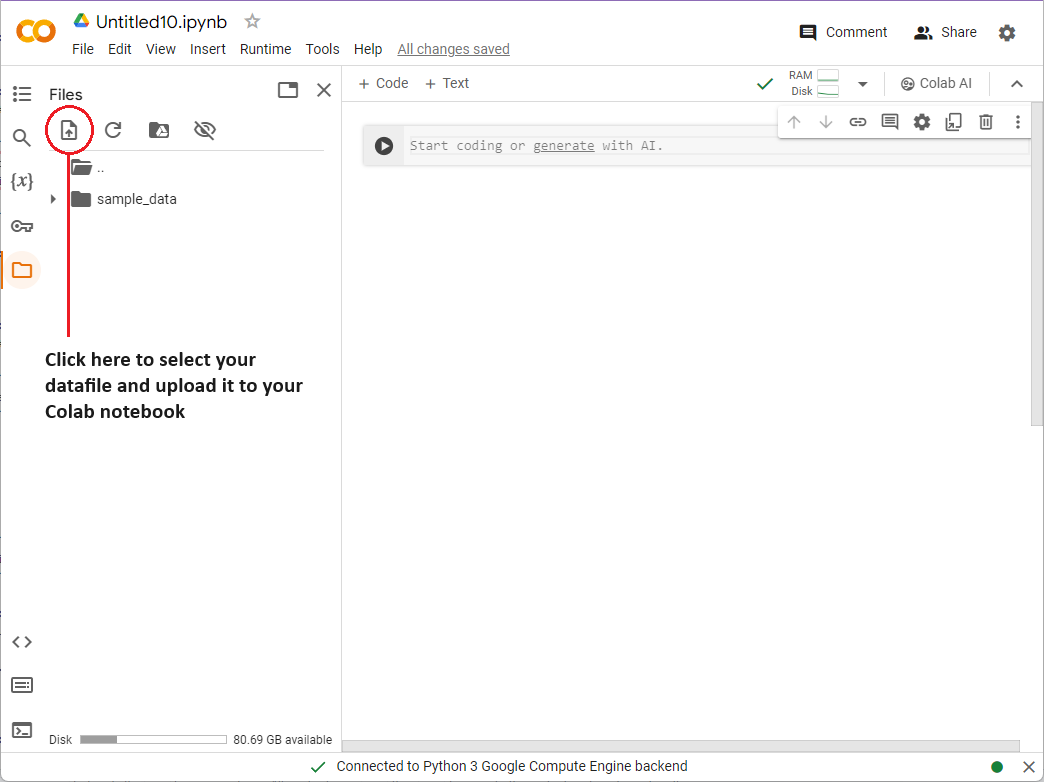 Untitled10.ipynb
File Edit View Insert Runtime Tools Help All changes saved
Comment Share
Files
+ Code + Text
RAM
Disk
Colab AI
{x}
..
sample_data
Start coding or generate with AI.
Click here to select your
datafile and upload it to your
Colab notebook
Disk 80.69 GB available
Connected to Python 3 Google Compute Engine backend